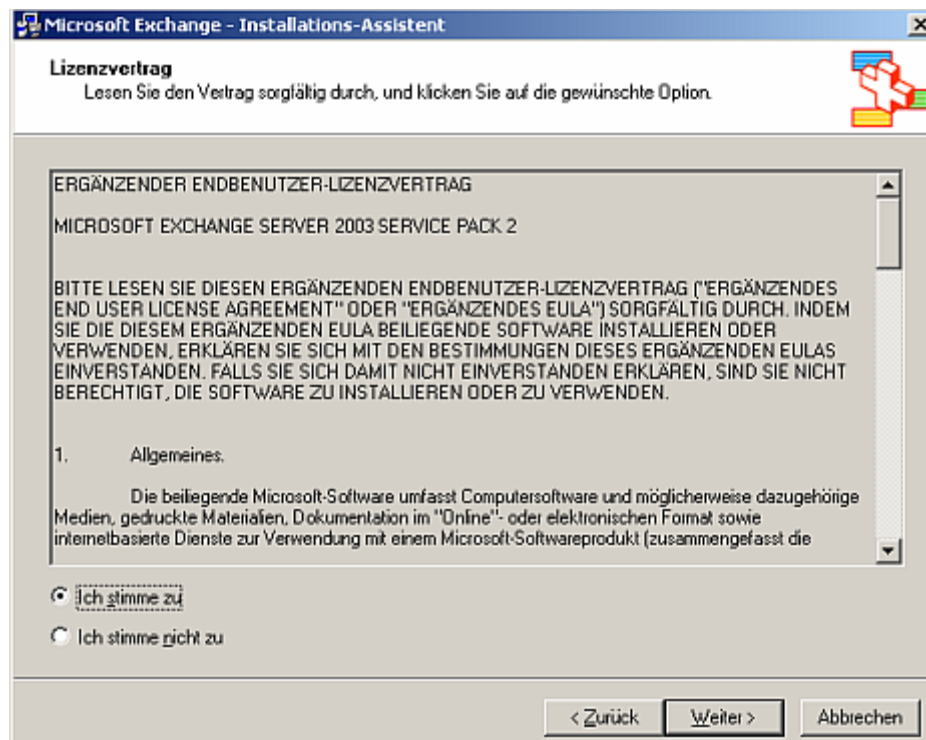 Microsoft Exchange - Installations-Assistent
Lizenzvertrag
Lesen Sie den Vertrag sorgfältig durch, und klicken Sie auf die gewünschte Option.
ERGÄNZENDER ENDBENUTZER-LIZENZVERTRAG
MICROSOFT EXCHANGE SERVER 2003 SERVICE PACK 2
BITTE LESEN SIE DIESEN ERGÄNZENDEN ENDBENUTZER-LIZENZVERTRAG ("ERGÄNZENDES
END USER LICENSE AGREEMENT" ODER "ERGÄNZENDES EULA") SORGFÄLTIG DURCH. INDEM
SIE DIE DIESEM ERGÄNZENDEN EULA BEILIEGENDE SOFTWARE INSTALLIEREN ODER
VERWENDEN, ERKLÄREN SIE SICH MIT DEN BESTIMMUNGEN DIESES ERGÄNZENDEN EULAS
EINVERSTANDEN. FALLS SIE SICH DAMIT NICHT EINVERSTANDEN ERKLÄREN, SIND SIE NICHT
BERECHTIGT, DIE SOFTWARE ZU INSTALLIEREN ODER ZU VERWENDEN.
1. Allgemeines.
Die beiliegende Microsoft-Software umfasst Computersoftware und möglicherweise dazugehörige
Medien, gedruckte Materialien, Dokumentation im "Online"- oder elektronischen Format sowie
internetbasierte Dienste zur Verwendung mit einem Microsoft-Softwareprodukt (zusammengefasst die
Ich stimme zu
Ich stimme nicht zu
< Zurück Weiter > Abbrechen